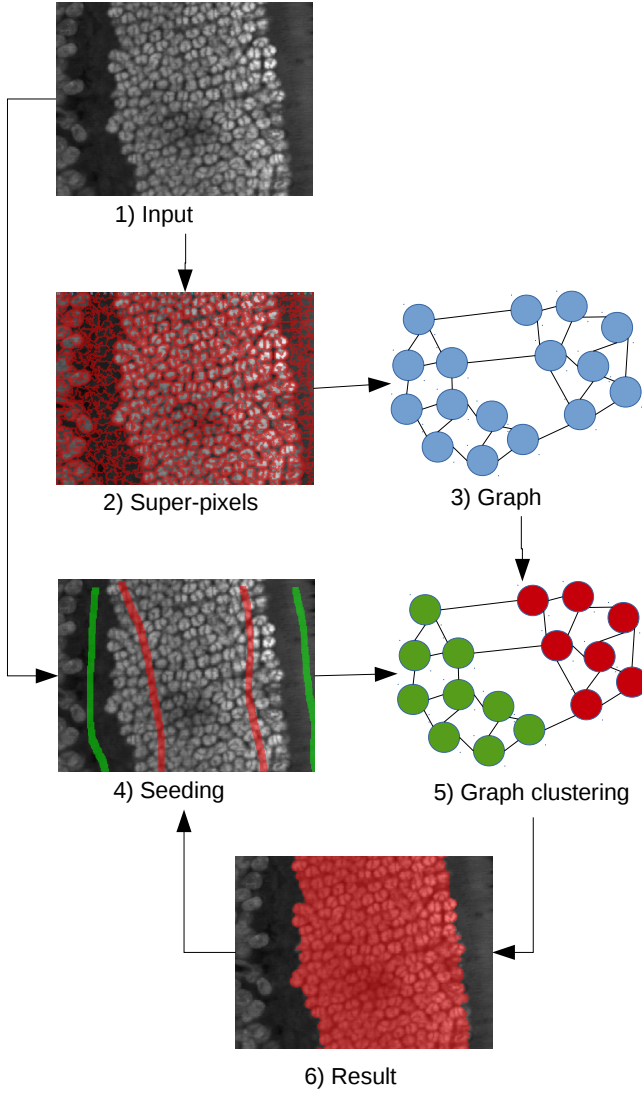 1) Input
2) Super-pixels
3) Graph
4) Seeding
5) Graph clustering
6) Result